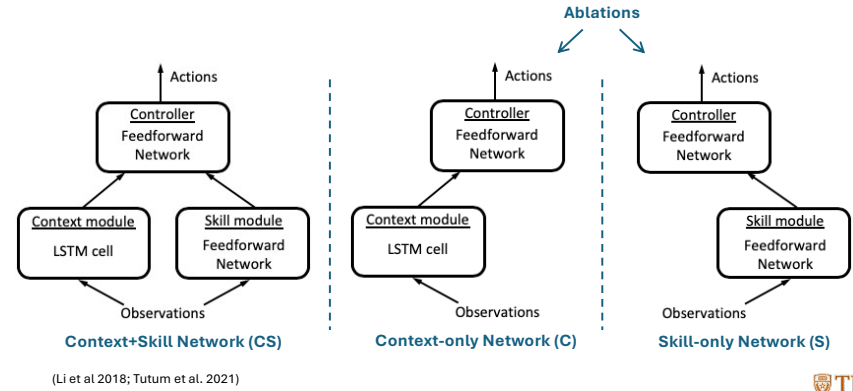 Ablations
Actions
Controller
Feedforward
Network
Context module
LSTM cell
Skill module
Feedforward
Network
Observations
Context+Skill Network (CS)
Actions
Controller
Feedforward
Network
Context module
LSTM cell
Observations
Context-only Network (C)
Actions
Controller
Feedforward
Network
Skill module
Feedforward
Network
Observations
Skill-only Network (S)
(Li et al 2018; Tutum et al. 2021)